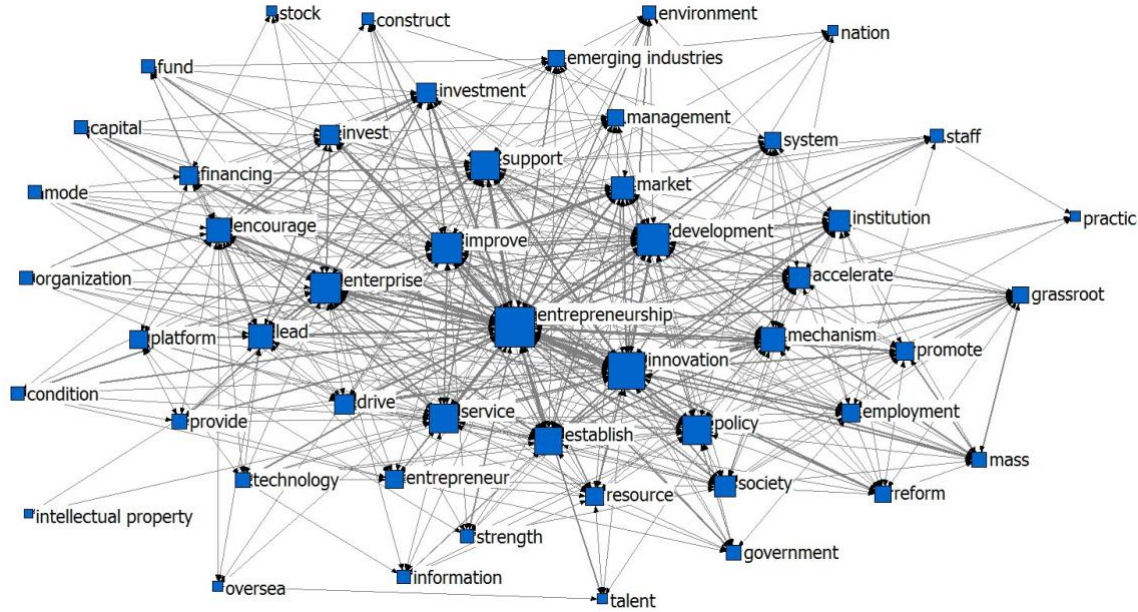 stock
construct
environment
nation
emerging industries
fund
investment
management
capital
invest
system
staff
support
financing
market
mode
practic
encourage
institution
development
improve
organization
accelerate
enterprise
grassroot
entrepreneurship
lead
platform
mechanism
promote
innovation
condition
drive
service
employment
provide
policy
establish
mass
technology
entrepreneur
society
reform
resource
intellectual property
strength
government
information
oversea
talent